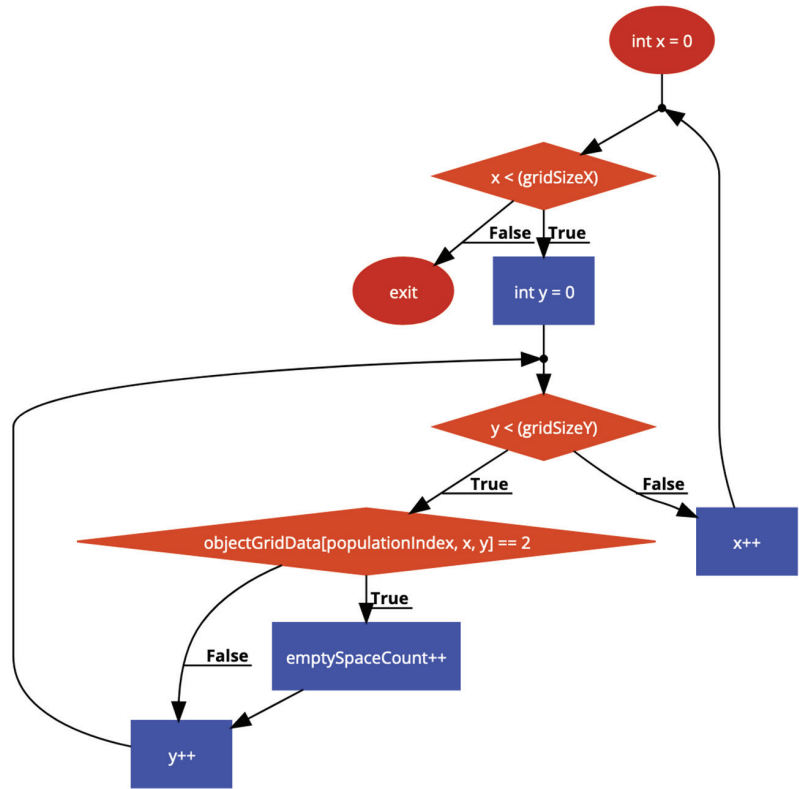 int x = 0
x < (gridSizeX)
False
True
exit
int y = 0
y < (gridSizeY)
True
False
objectGridData[populationIndex, x, y] == 2
x++
True
False
emptySpaceCount++
y++